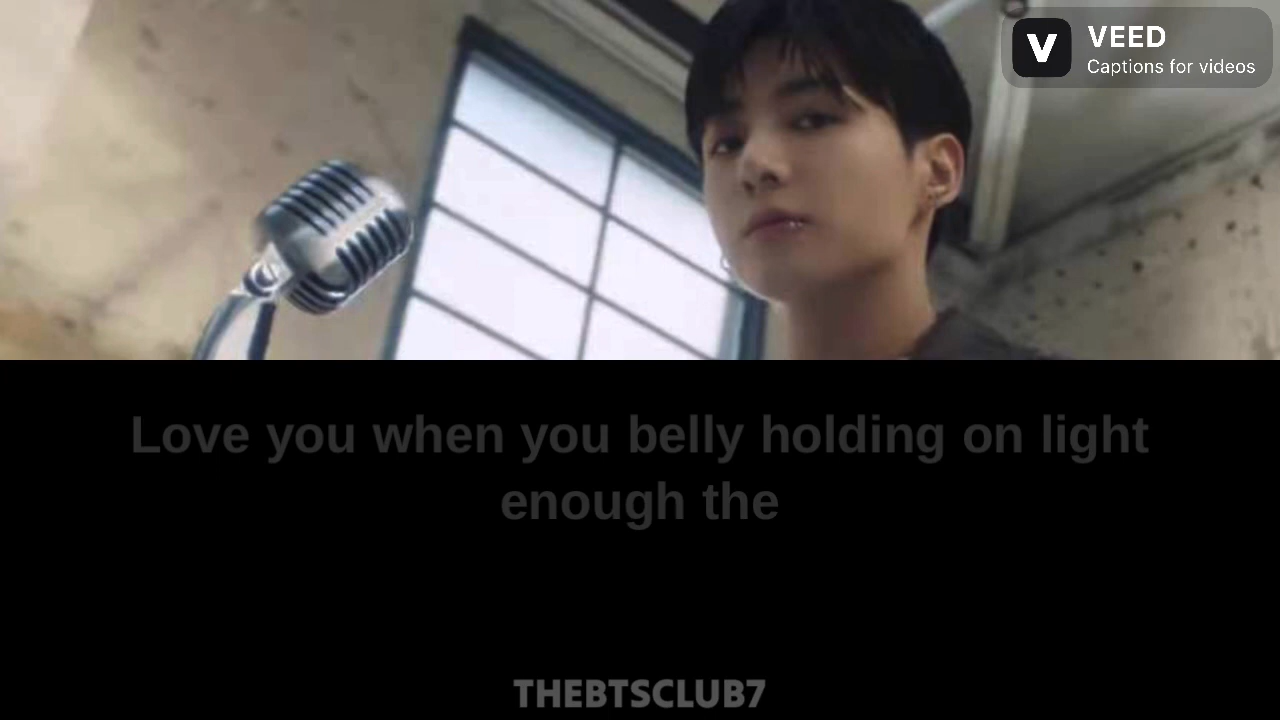 VEED
Captions for videos
Love you when you belly holding on light
enough the
THEBTSCLUB7